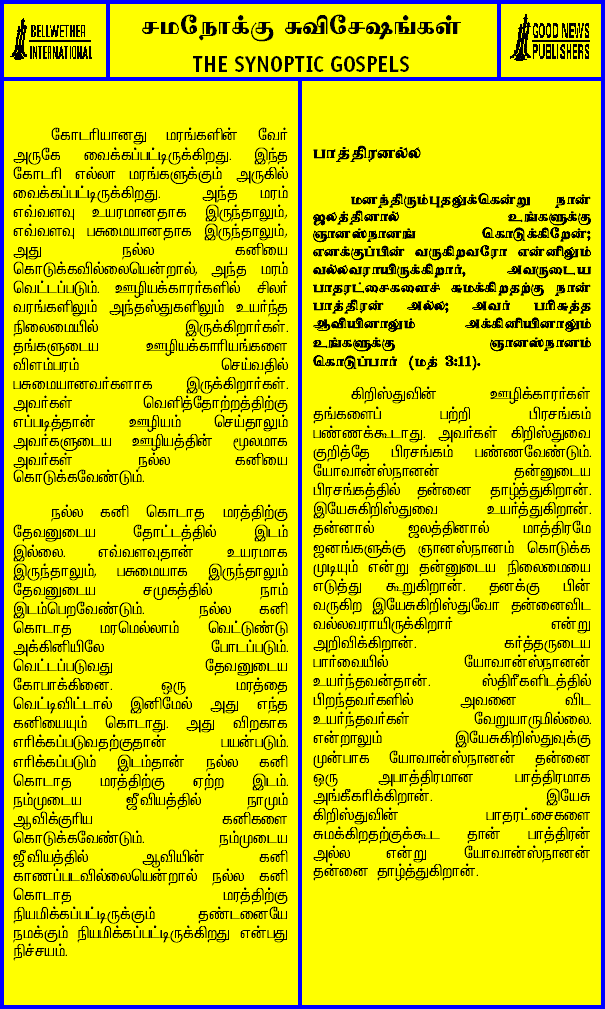 BELLWETHER
INTERNATIONAL
சமநோக்கு சுவிசேஷங்கள்
THE SYNOPTIC GOSPELS
GOOD NEWS
PUBLISHERS
கோடரியானது மரங்களின் வேர்
அருகே வைக்கப்பட்டிருக்கிறது. இந்த
கோடரி எல்லா மரங்களுக்கும் அருகில்
வைக்கப்பட்டிருக்கிறது. அந்த மரம்
எவ்வளவு உயரமானதாக இருந்தாலும்,
எவ்வளவு பசுமையானதாக இருந்தாலும்,
அது நல்ல கனியை
கொடுக்கவில்லையென்றால், அந்த மரம்
வெட்டப்படும். ஊழியக்காரர்களில் சிலர்
வரங்களிலும் அந்தஸ்துகளிலும் உயர்ந்த
நிலைமையில் இருக்கிறார்கள்.
தங்களுடைய ஊழியக்காரியங்களை
விளம்பரம் செய்வதில்
பசுமையானவர்களாக இருக்கிறார்கள்.
அவர்கள் வெளித்தோற்றத்திற்கு
எப்படித்தான் ஊழியம் செய்தாலும்
அவர்களுடைய ஊழியத்தின் மூலமாக
அவர்கள் நல்ல கனியை
கொடுக்கவேண்டும்.
நல்ல கனி கொடாத மரத்திற்கு
தேவனுடைய தோட்டத்தில் இடம்
இல்லை. எவ்வளவுதான் உயரமாக
இருந்தாலும், பசுமையாக இருந்தாலும்
தேவனுடைய சமுகத்தில் நாம்
இடம்பெறவேண்டும். நல்ல கனி
கொடாத மரமெல்லாம் வெட்டுண்டு
அக்கினியிலே போடப்படும்.
வெட்டப்படுவது தேவனுடைய
கோபாக்கினை. ஒரு மரத்தை
வெட்டிவிட்டால் இனிமேல் அது எந்த
கனியையும் கொடாது. அது விறகாக
எரிக்கப்படுவதற்குதான் பயன்படும்.
எரிக்கப்படும் இடம்தான் நல்ல கனி
கொடாத மரத்திற்கு ஏற்ற இடம்.
நம்முடைய ஜீவியத்தில் நாமும்
ஆவிக்குரிய கனிகளை
கொடுக்கவேண்டும். நம்முடைய
ஜீவியத்தில் ஆவியின் கனி
காணப்படவில்லையென்றால் நல்ல கனி
கொடாத மரத்திற்கு
நியமிக்கப்பட்டிருக்கும் தண்டனையே
நமக்கும் நியமிக்கப்பட்டிருக்கிறது என்பது
நிச்சயம்.
பாத்திரனல்ல
மனந்திரும்புதலுக்கென்று நான்
ஜலத்தினால் உங்களுக்கு
ஞானஸ்நானங் கொடுக்கிறேன்;
எனக்குப்பின் வருகிறவரோ என்னிலும்
வல்லவராயிருக்கிறார், அவருடைய
பாதரட்சைகளைச் சுமக்கிறதற்கு நான்
பாத்திரன் அல்ல; அவர் பரிசுத்த
ஆவியினாலும் அக்கினியினாலும்
உங்களுக்கு ஞானஸ்நானம்
கொடுப்பார் (மத் 3:11).
கிறிஸ்துவின் ஊழிக்காரர்கள்
தங்களைப் பற்றி பிரசங்கம்
பண்ணக்கூடாது. அவர்கள் கிறிஸ்துவை
குறித்தே பிரசங்கம் பண்ணவேண்டும்.
யோவான்ஸ்நானன் தன்னுடைய
பிரசங்கத்தில் தன்னை தாழ்த்துகிறான்.
இயேசுகிறிஸ்துவை உயர்த்துகிறான்.
தன்னால் ஜலத்தினால் மாத்திரமே
ஜனங்களுக்கு ஞானஸ்நானம் கொடுக்க
முடியும் என்று தன்னுடைய நிலைமையை
எடுத்து கூறுகிறான். தனக்கு பின்
வருகிற இயேசுகிறிஸ்துவோ தன்னைவிட
வல்லவராயிருக்கிறார் என்று
அறிவிக்கிறான். கர்த்தருடைய
பார்வையில் யோவான்ஸ்நானன்
உயர்ந்தவன்தான். ஸ்திரீகளிடத்தில்
பிறந்தவர்களில் அவனை விட
உயர்ந்தவர்கள் வேறுயாருமில்லை.
என்றாலும் இயேசுகிறிஸ்துவுக்கு
முன்பாக யோவான்ஸ்நானன் தன்னை
ஒரு அபாத்திரமான பாத்திரமாக
அங்கீகரிக்கிறான். இயேசு
கிறிஸ்துவின் பாதரட்சைகளை
சுமக்கிறதற்குக்கூட தான் பாத்திரன்
அல்ல என்று யோவான்ஸ்நானன்
தன்னை தாழ்த்துகிறான்.